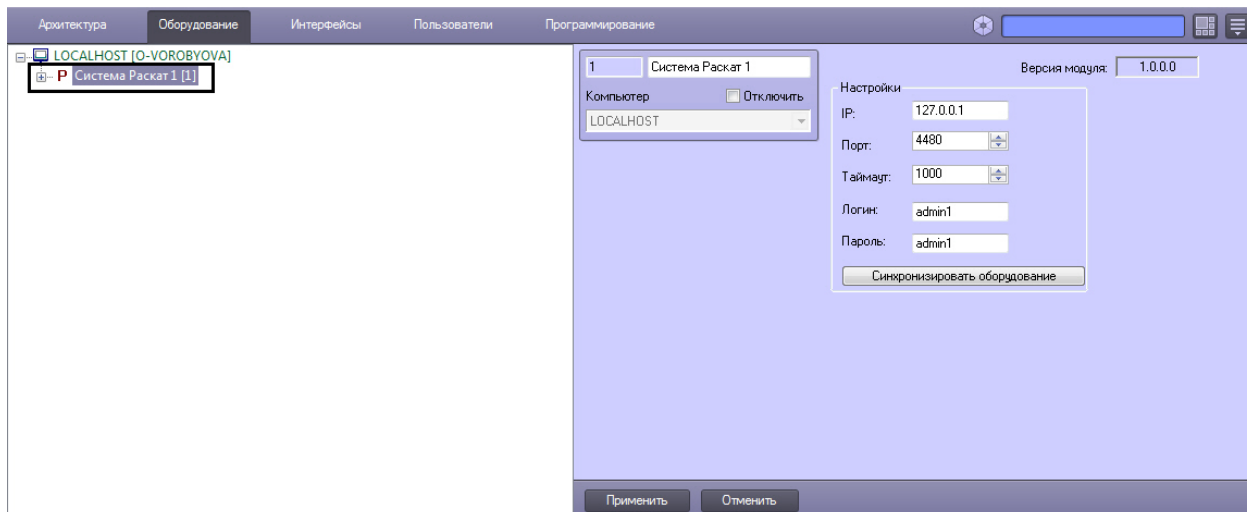 Архитектура Оборудование Интерфейсы Пользователи Программирование
LOCALHOST [O-VOROBYOVA]
Р Система Раскат 1 [1]
1 Система Раскат 1
Компьютер Отключить
LOCALHOST
Версия модуля: 1.0.0.0
Настройки
IP: 127.0.0.1
Порт: 4480
Таймаут: 1000
Логин: admin1
Пароль: admin1
Синхронизировать оборудование
Применить Отменить